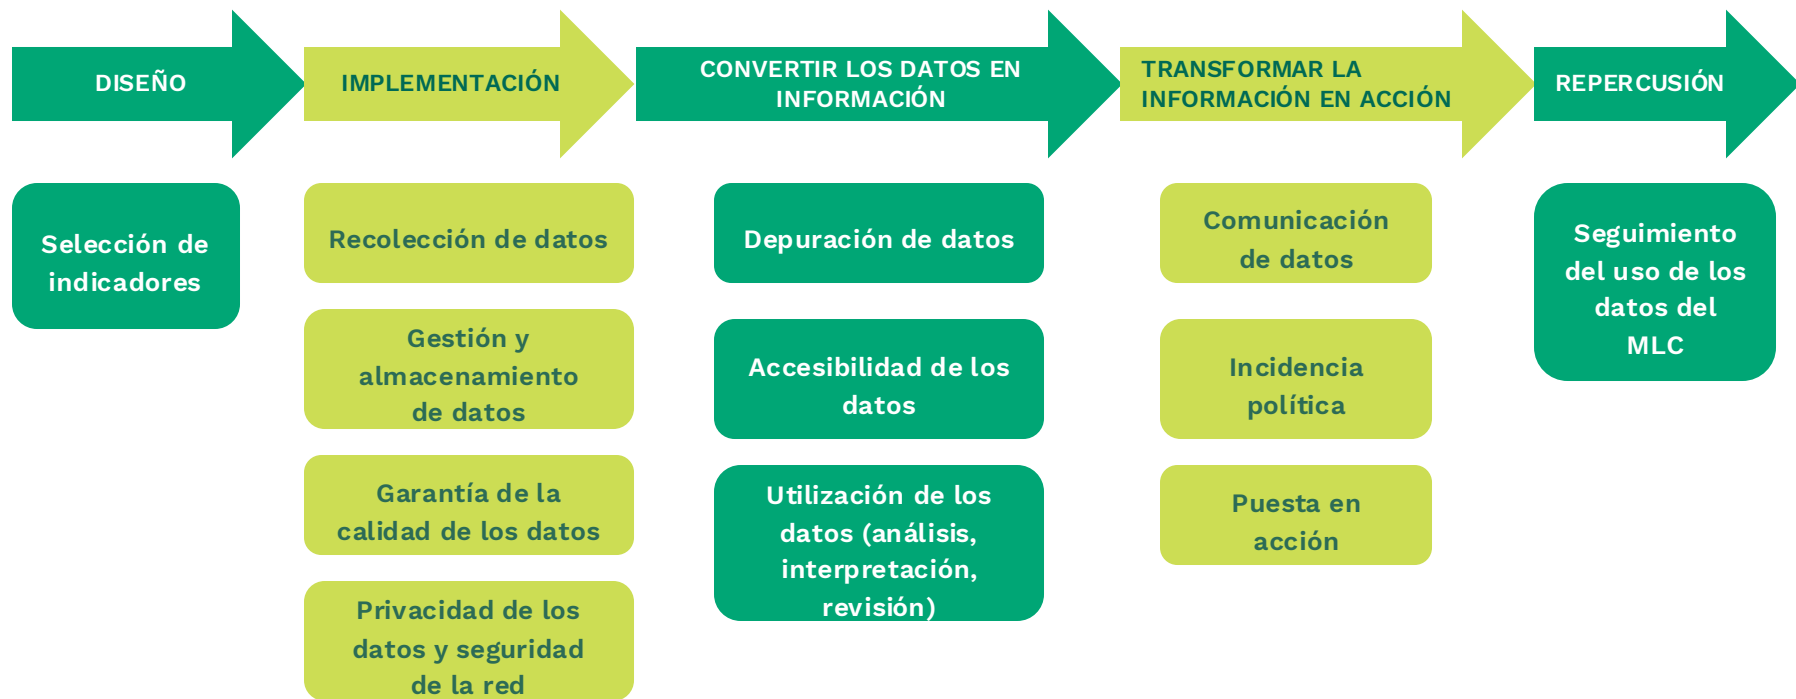 DISEÑO
IMPLEMENTACIÓN
CONVERTIR LOS DATOS EN
INFORMACIÓN
TRANSFORMAR LA
INFORMACIÓN EN ACCIÓN
REPERCUSIÓN
Selección de
indicadores
Recolección de datos
Gestión y
almacenamiento
de datos
Garantía de la
calidad de los datos
Privacidad de los
datos y seguridad
de la red
Depuración de datos
Accesibilidad de los
datos
Utilización de los
datos (análisis,
interpretación,
revisión)
Comunicación
de datos
Incidencia
política
Puesta en
acción
Seguimiento
del uso de los
datos del
MLC